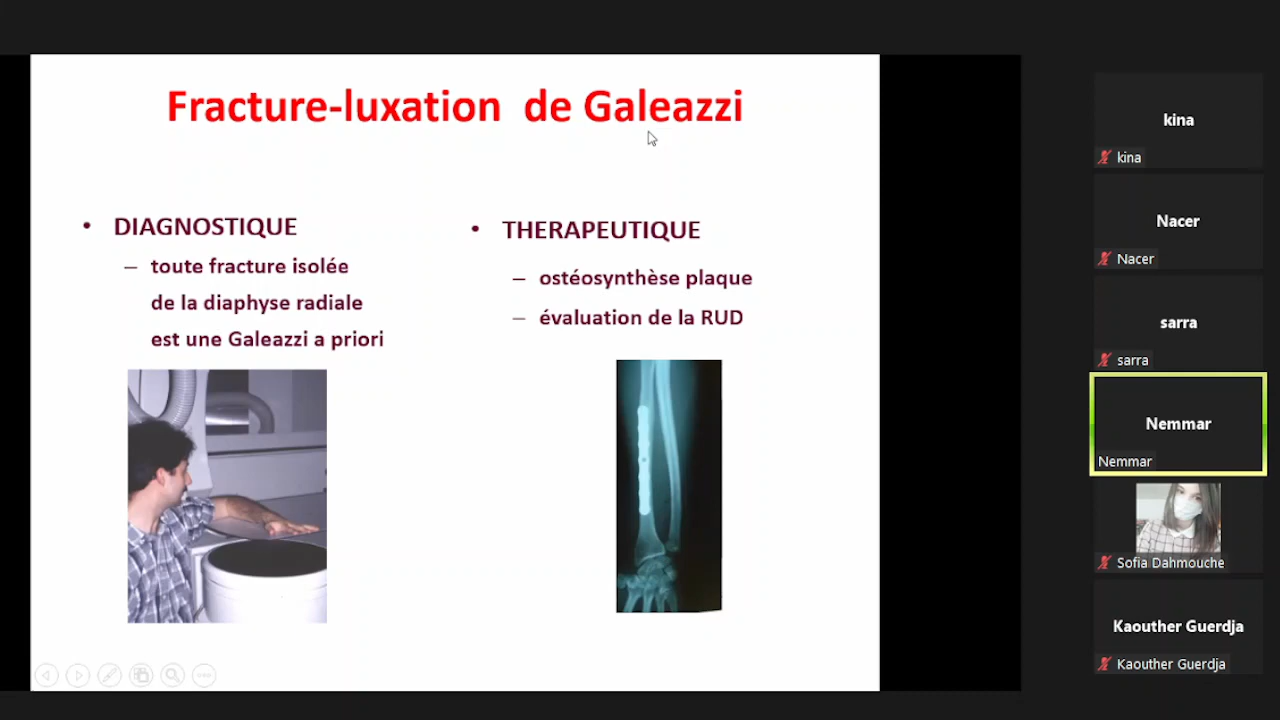 Fracture-luxation de Galeazzi
• DIAGNOSTIQUE
– toute fracture isolée
de la diaphyse radiale
est une Galeazzi a priori
• THERAPEUTIQUE
– ostéosynthèse plaque
– évaluation de la RUD
kina
kina
Nacer
Nacer
sarra
sarra
Nemmar
Nemmar
Sofia Dahmouche
Kaouther Guerdja
Kaouther Guerdja